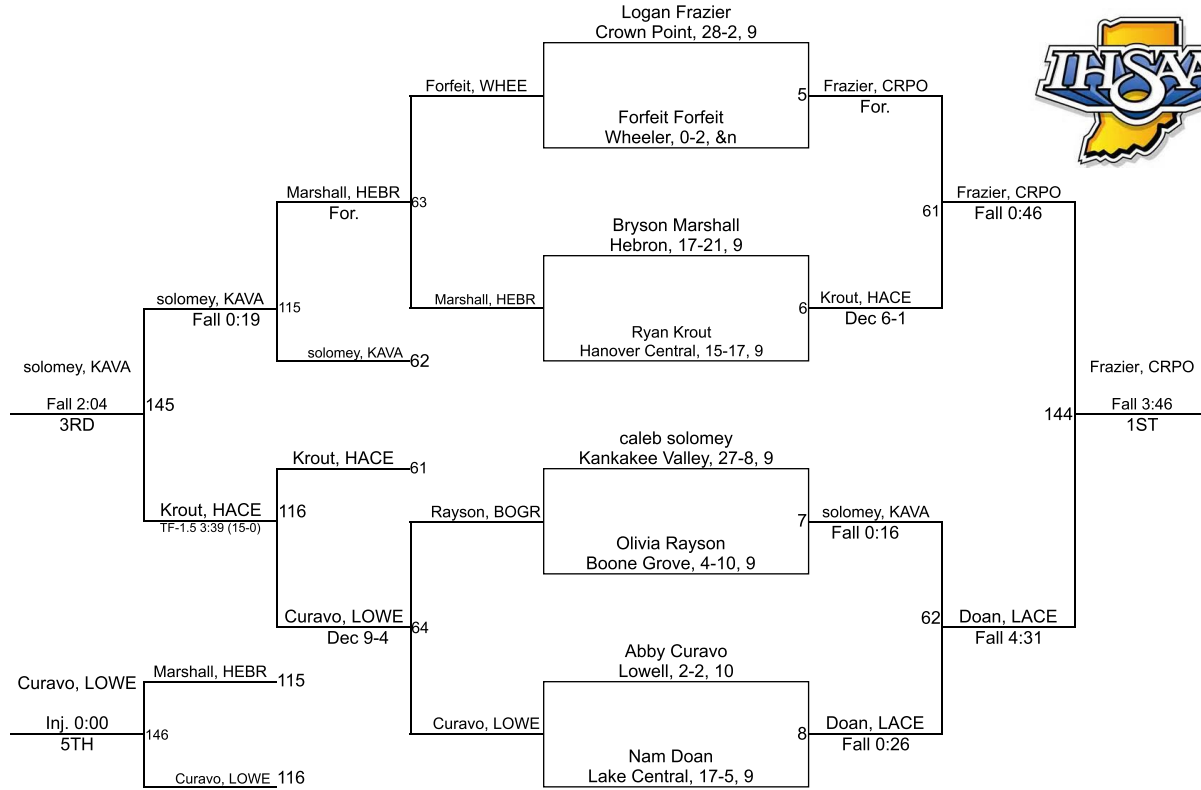 Logan Frazier
Crown Point, 28-2, 9
IHSAA
Forfeit, WHEE
5
Frazier, CRPO
For.
Forfeit Forfeit
Wheeler, 0-2, &n
Marshall, HEBR
For.
63
61
Frazier, CRPO
Fall 0:46
Bryson Marshall
Hebron, 17-21, 9
solomey, KAVA
Fall 0:19
115
Marshall, HEBR
6
Krout, HACE
Dec 6-1
Ryan Krout
Hanover Central, 15-17, 9
solomey, KAVA
62
solomey, KAVA
Fall 2:04
3RD
145
144
Frazier, CRPO
Fall 3:46
1ST
caleb solomey
Kankakee Valley, 27-8, 9
Krout, HACE
61
Krout, HACE
TF-1.5 3:39 (15-0)
116
Rayson, BOGR
7
solomey, KAVA
Fall 0:16
Olivia Rayson
Boone Grove, 4-10, 9
Curavo, LOWE
Dec 9-4
64
62
Doan, LACE
Fall 4:31
Abby Curavo
Lowell, 2-2, 10
Marshall, HEBR
115
Curavo, LOWE
Inj. 0:00
5TH
146
Curavo, LOWE
8
Doan, LACE
Fall 0:26
Nam Doan
Lake Central, 17-5, 9
Curavo, LOWE
116